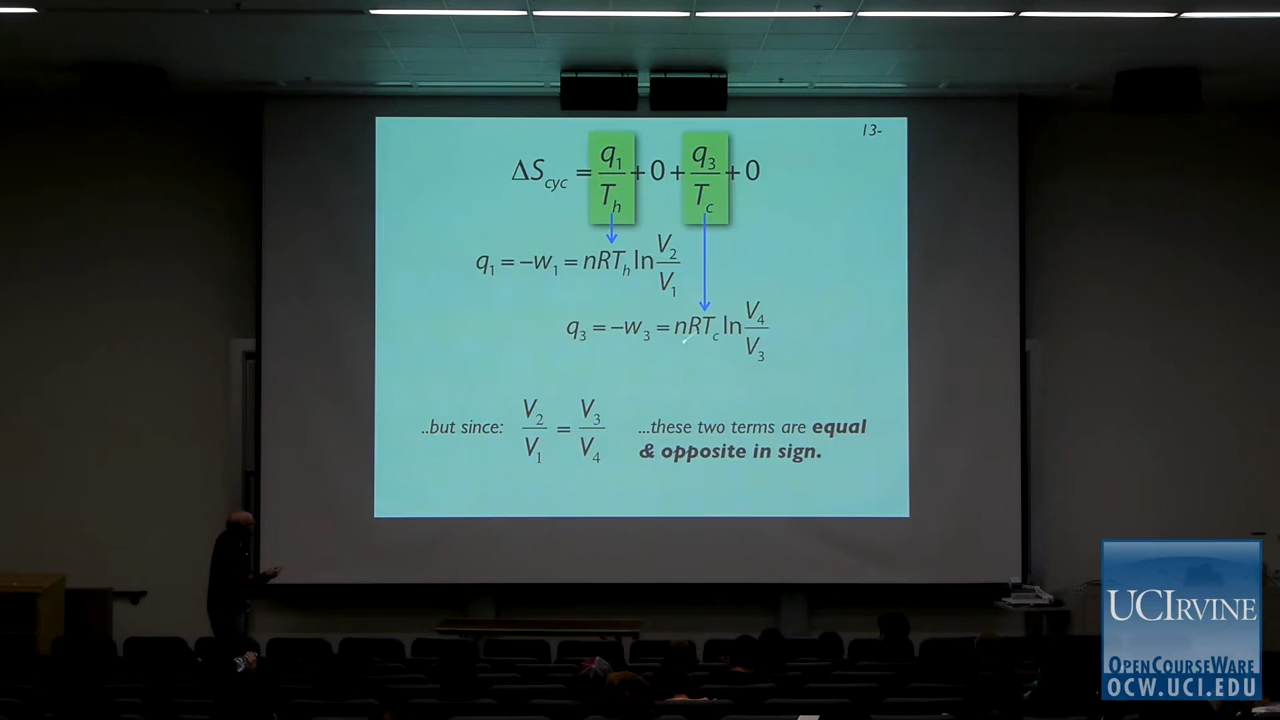 13-
ΔS_cyc = q₁/T_h + 0 + q₃/T_c + 0
q₁ = −w₁ = nRT_h ln V₂/V₁
q₃ = −w₃ = nRT_c ln V₄/V₃
..but since: V₂/V₁ = V₃/V₄ ...these two terms are equal
& opposite in sign.
UCIRVINE
OPENCOURSEWARE
OCW.UCI.EDU